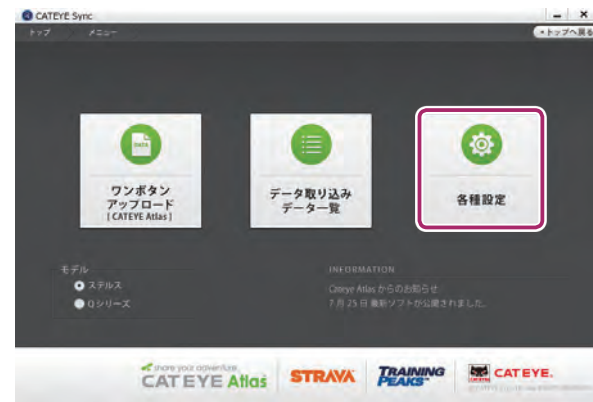 CATEYE Sync
トップ メニュー
・トップへ戻る
DATA
ワンボタン
アップロード
[ CATEYE Atlas ]
データ取り込み
データ一覧
各種設定
モデル
ステルス
Qシリーズ
INFORMATION
Cateye Atlas からのお知らせ
7月25日 最新ソフトが公開されました。
share your adventure
CATEYE Atlas
STRAVA
TRAINING
PEAKS
CATEYE.